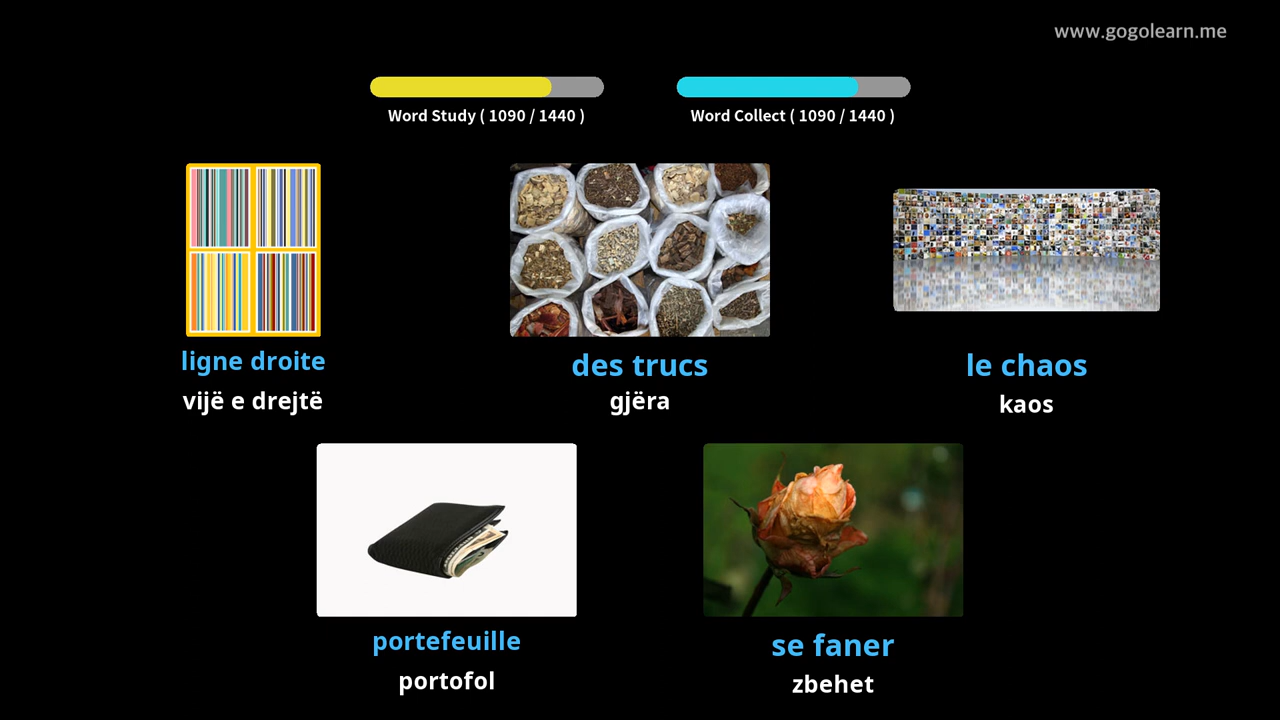 www.gogolearn.me
Word Study ( 1090 / 1440 )
Word Collect ( 1090 / 1440 )
ligne droite
vijë e drejtë
des trucs
gjëra
le chaos
kaos
portefeuille
portofol
se faner
zbehet